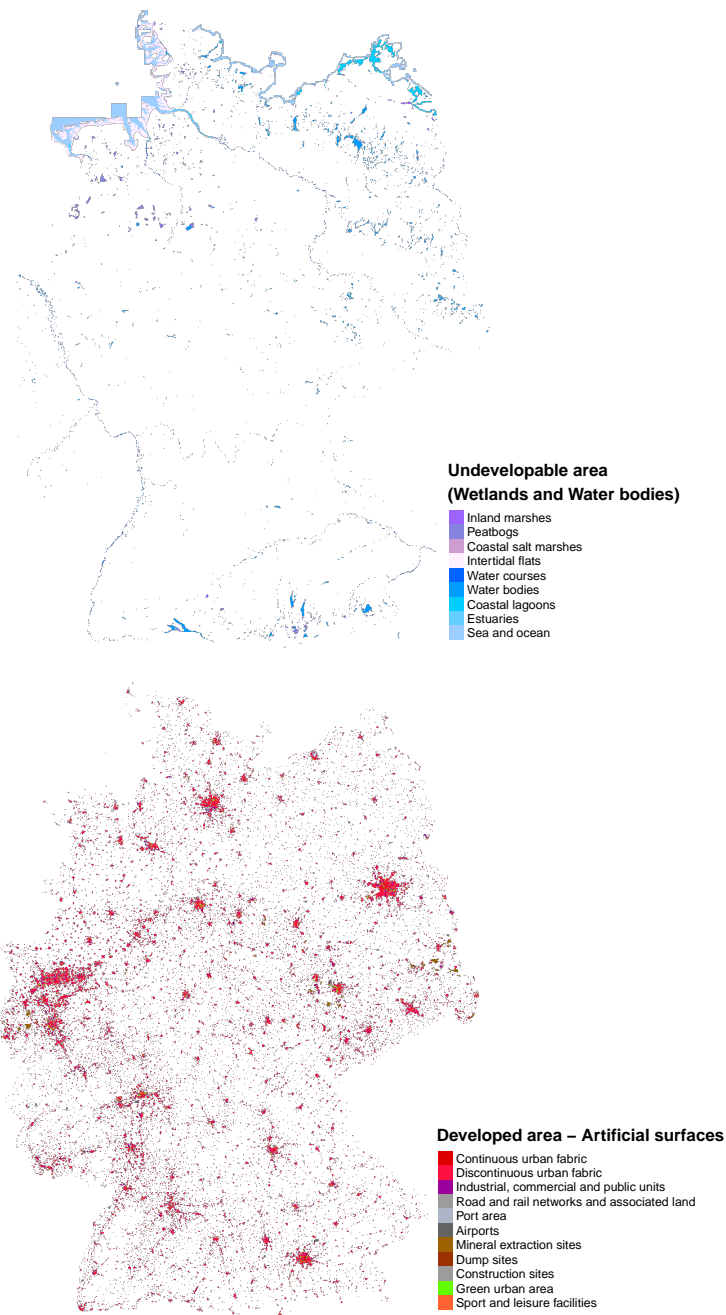 Undevelopable area
(Wetlands and Water bodies)
Inland marshes
Peatbogs
Coastal salt marshes
Intertidal flats
Water courses
Water bodies
Coastal lagoons
Estuaries
Sea and ocean
Developed area – Artificial surfaces
Continuous urban fabric
Discontinuous urban fabric
Industrial, commercial and public units
Road and rail networks and associated land
Port area
Airports
Mineral extraction sites
Dump sites
Construction sites
Green urban area
Sport and leisure facilities